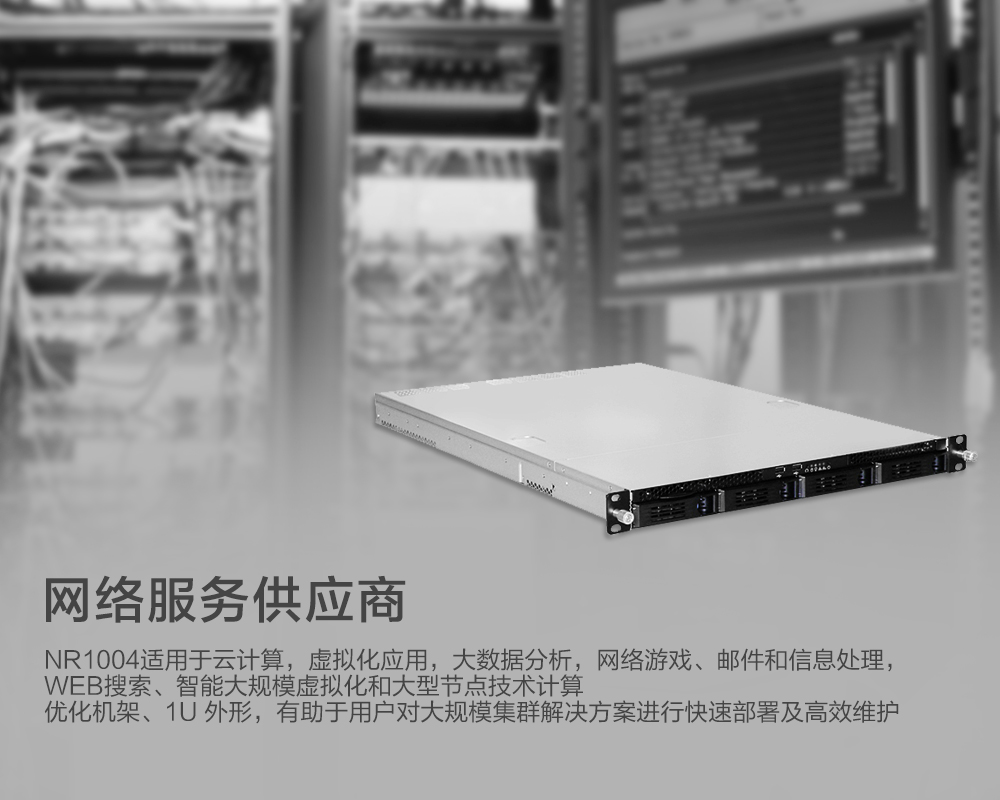 网络服务供应商
NR1004适用于云计算，虚拟化应用，大数据分析，网络游戏、邮件和信息处理，
WEB搜索、智能大规模虚拟化和大型节点技术计算
优化机架、1U 外形，有助于用户对大规模集群解决方案进行快速部署及高效维护